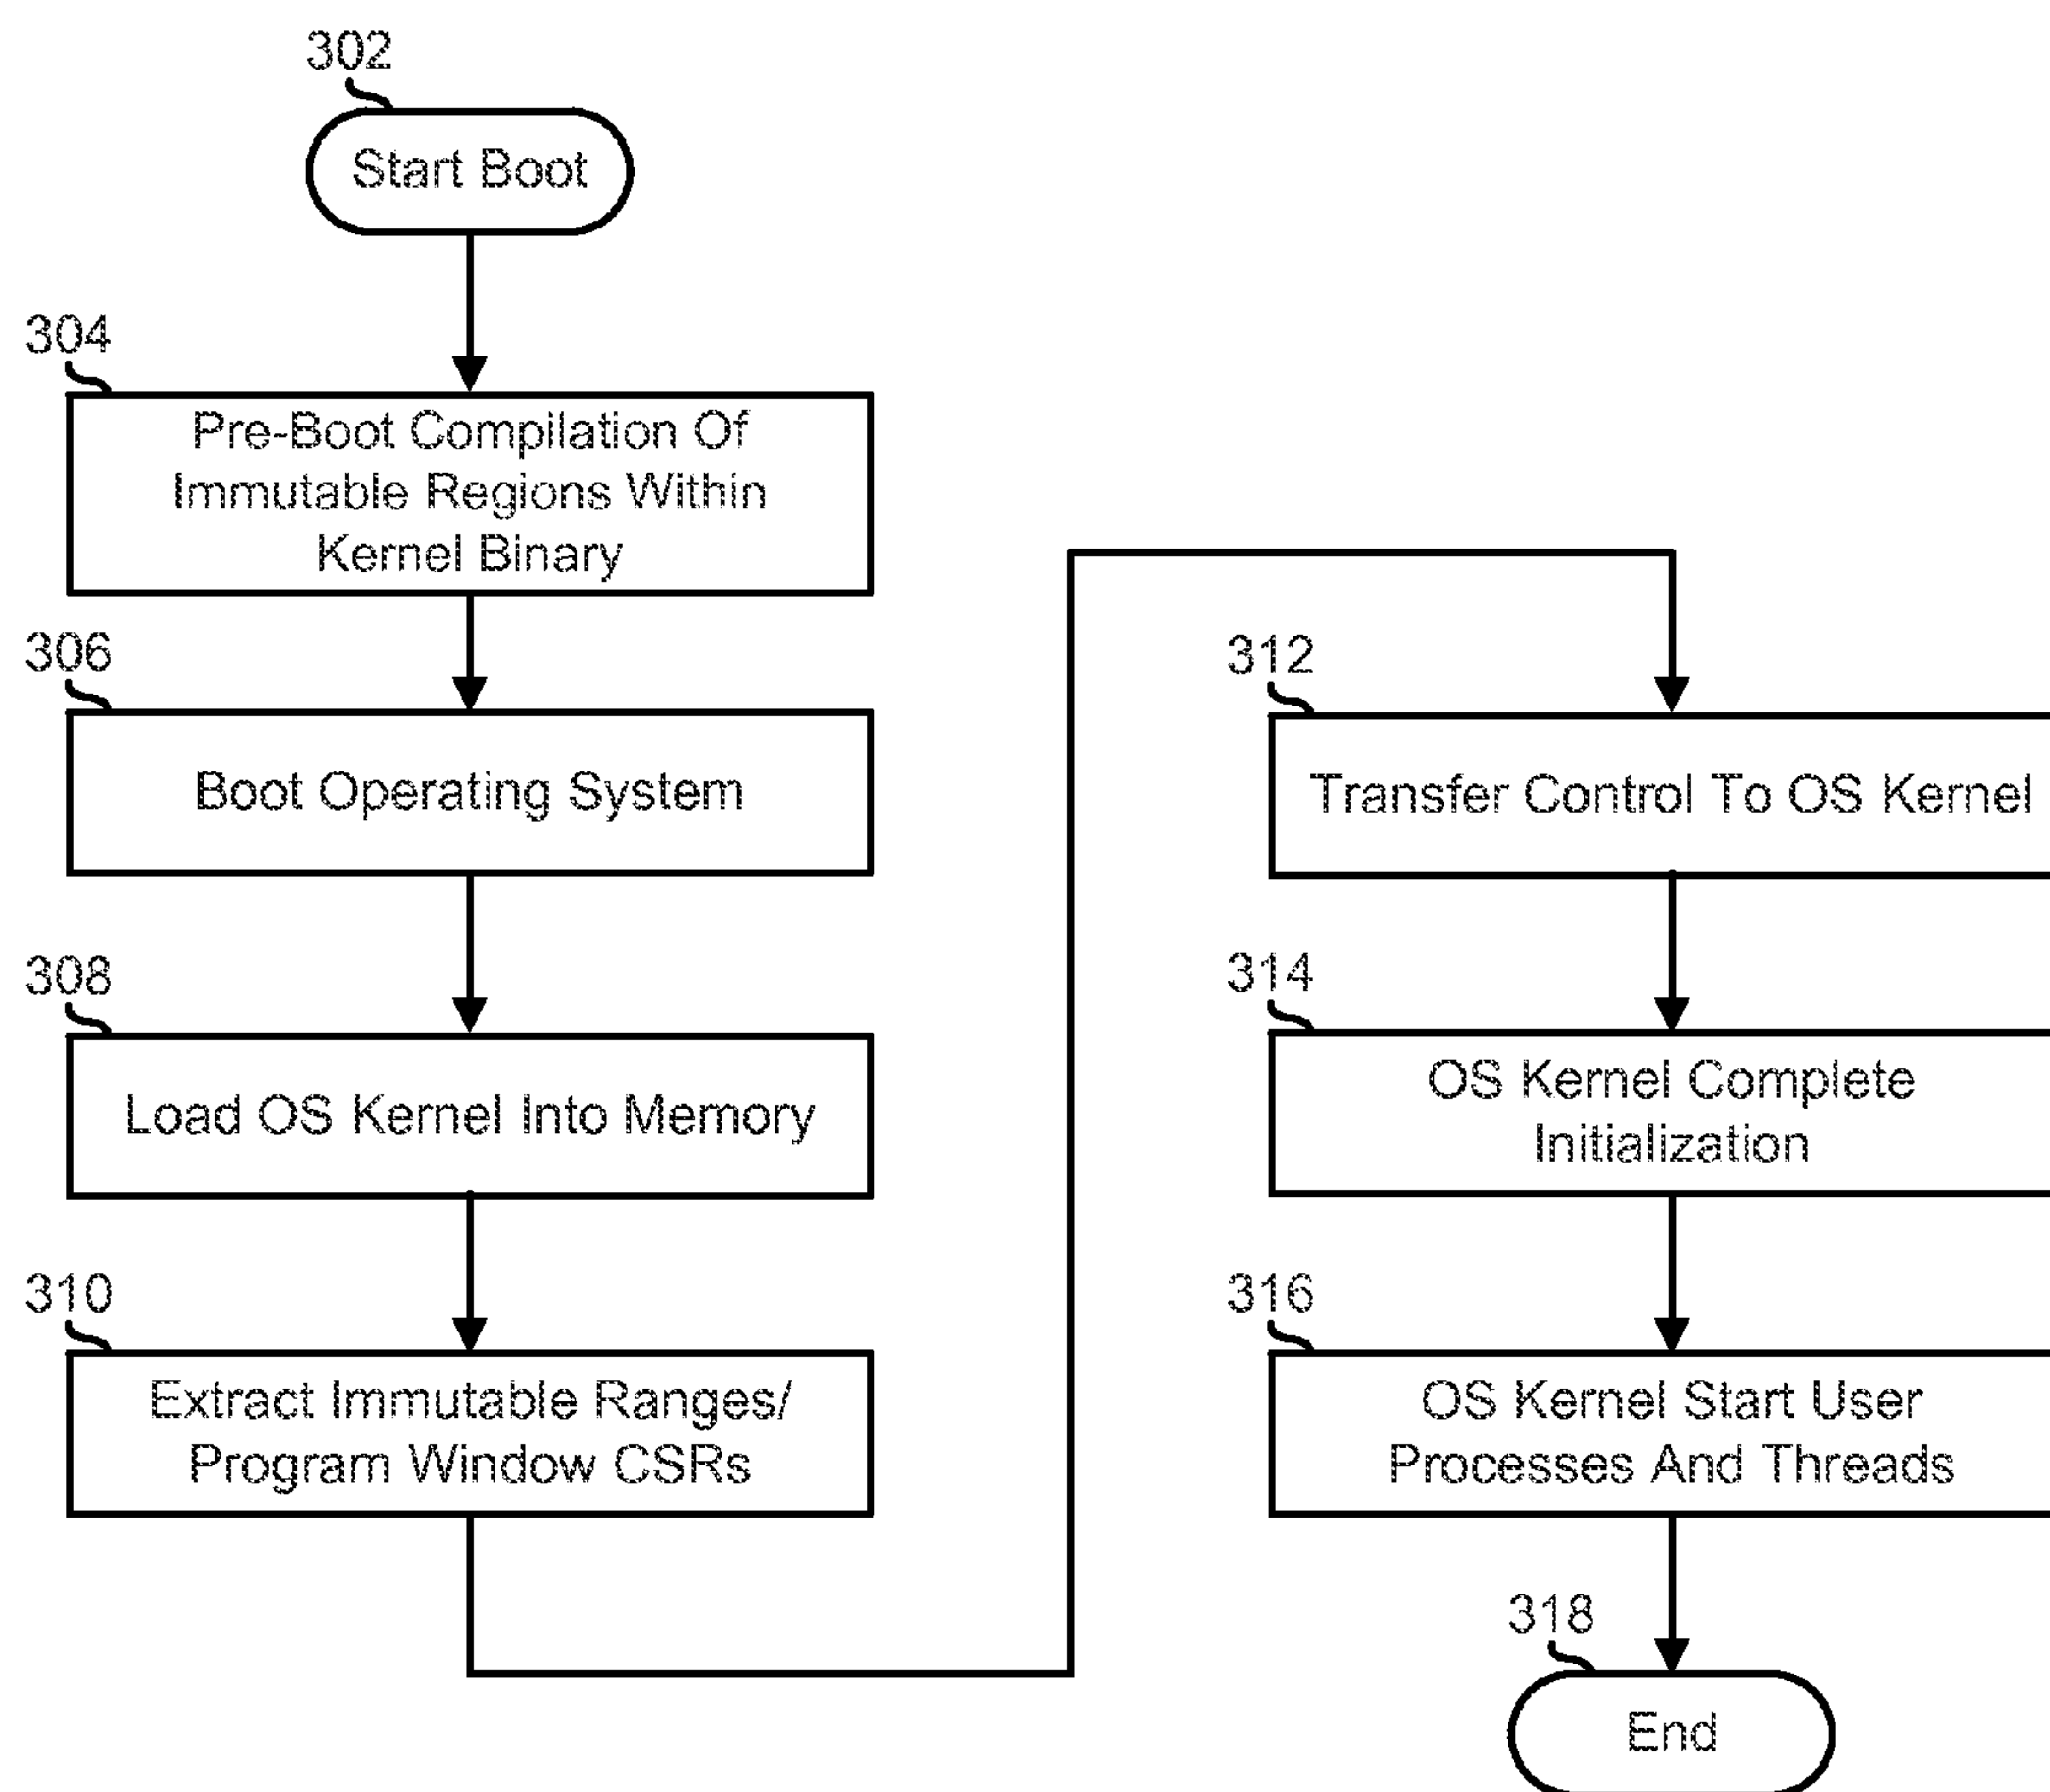 302
Start Boot
304
Pre-Boot Compilation Of
Immutable Regions Within
Kernel Binary
306
Boot Operating System
308
Load OS Kernel Into Memory
310
Extract Immutable Ranges/
Program Window CSRs
312
Transfer Control To OS Kernel
314
OS Kernel Complete
Initialization
316
OS Kernel Start User
Processes And Threads
318
End